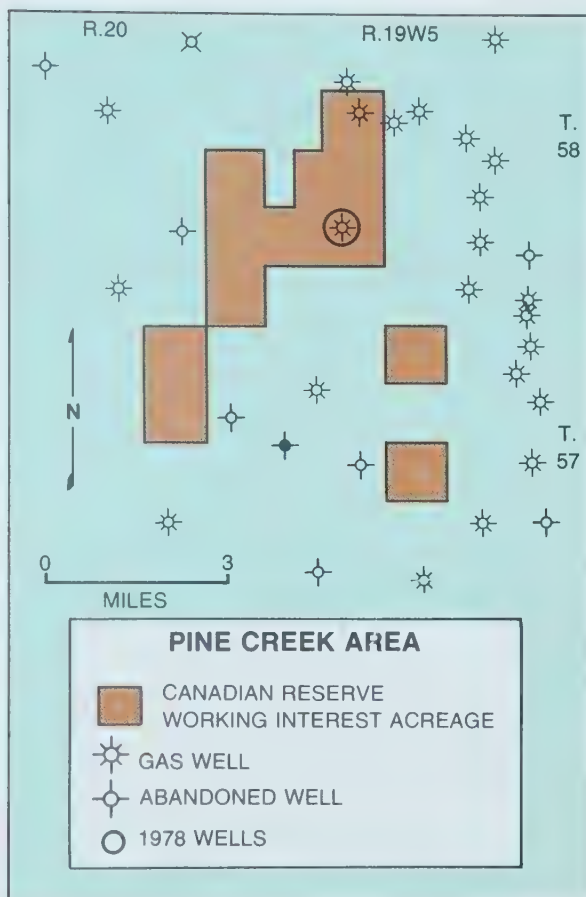 R.20
R.19W5
T.
58
N
T.
57
0 3
MILES
PINE CREEK AREA
CANADIAN RESERVE
WORKING INTEREST ACREAGE
GAS WELL
ABANDONED WELL
1978 WELLS